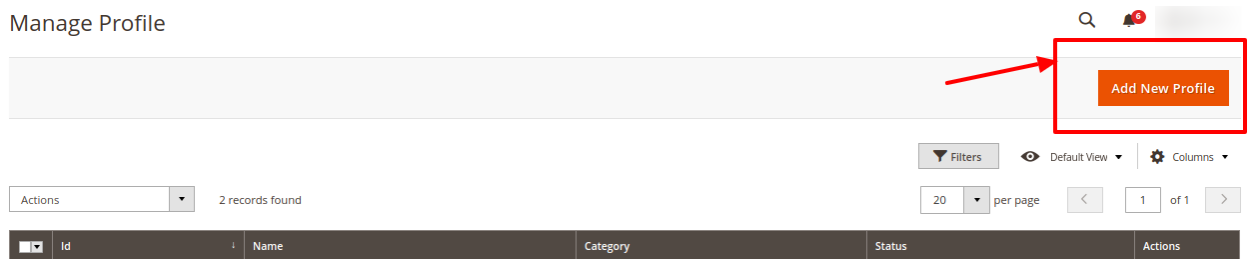 Manage Profile
6
Add New Profile
Filters Default View Columns
Actions 2 records found 20 per page 1 of 1
Id Name Category Status Actions